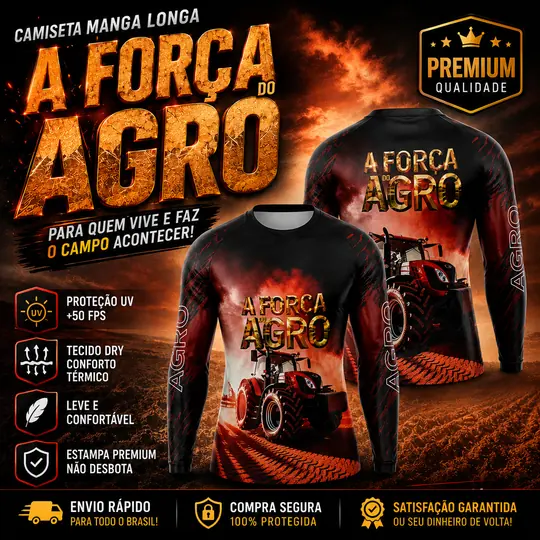 CAMISETA MANGA LONGA
A FORÇA
DO
AGRO
PARA QUEM VIVE E FAZ
O CAMPO ACONTECER!
PREMIUM
QUALIDADE
A FORÇA
DO
AGRO
AGRO
A FORÇA
DO
AGRO
AGRO
AGRO
UV
PROTEÇÃO UV
+50 FPS
TECIDO DRY
CONFORTO
TÉRMICO
LEVE E
CONFORTÁVEL
ESTAMPA PREMIUM
NÃO DESBOTA
ENVIO RÁPIDO
PARA TODO O BRASIL!
COMPRA SEGURA
100% PROTEGIDA
SATISFAÇÃO GARANTIDA
OU SEU DINHEIRO DE VOLTA!